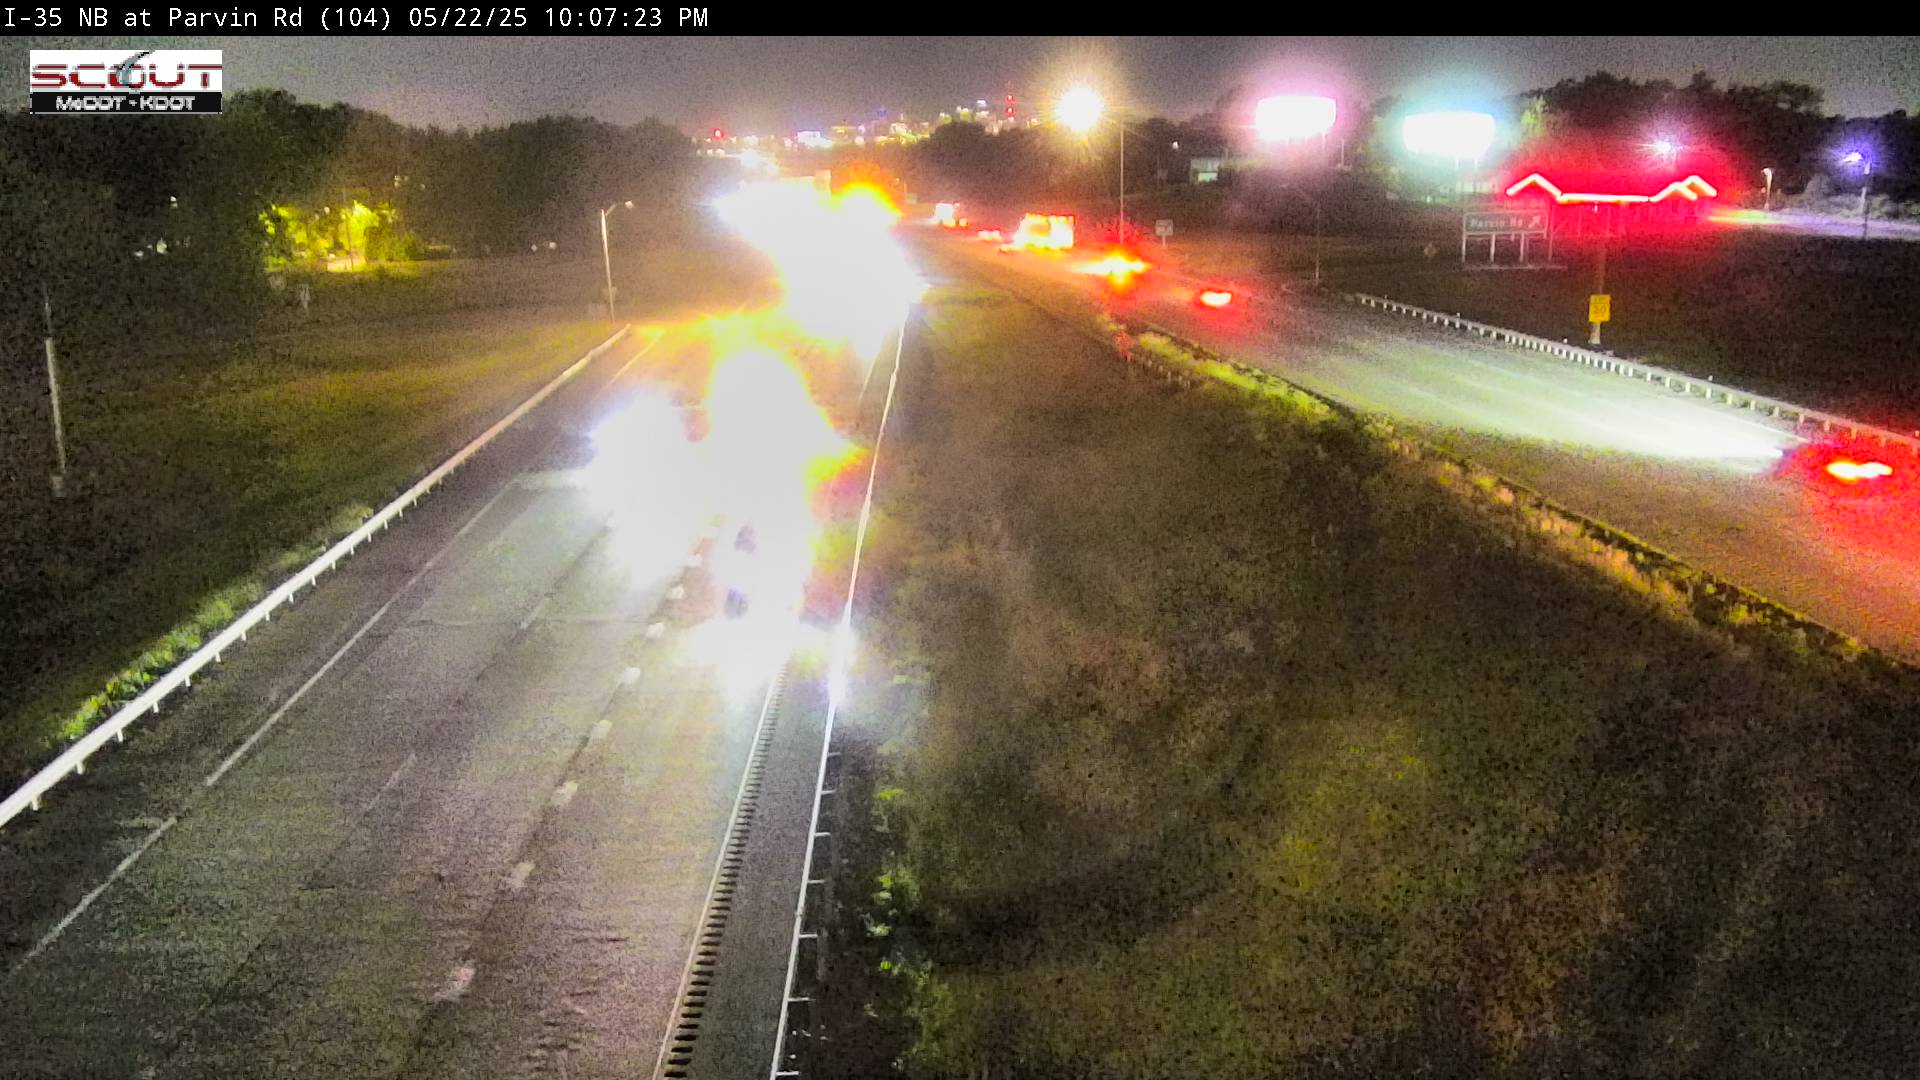 I-35 NB at Parvin Rd (104) 05/22/25 10:07:23 PM
SCOUT
MoDOT - KDOT
Parvin Rd